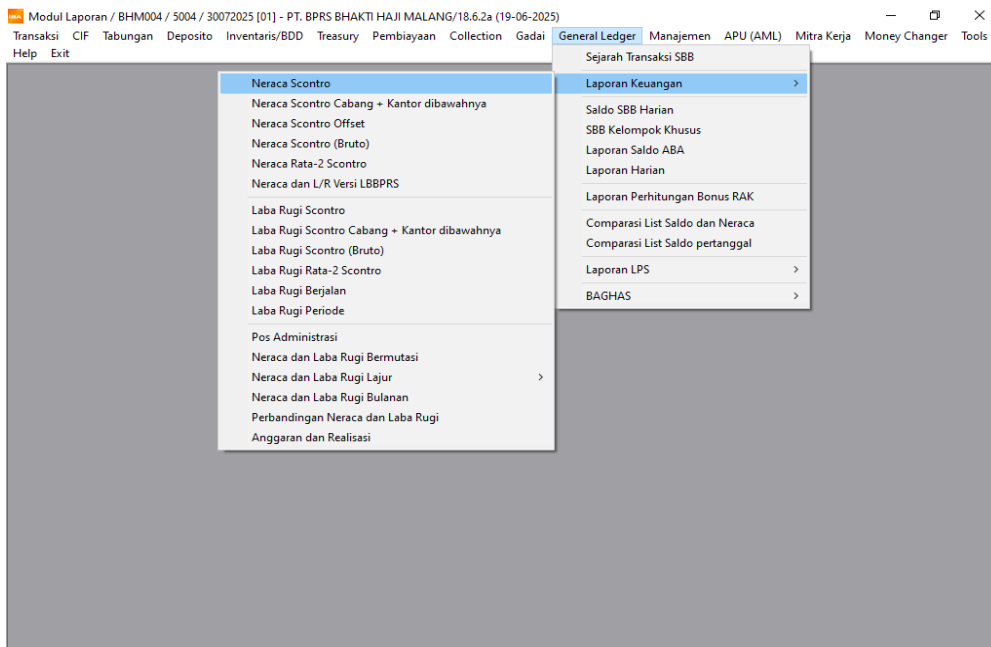 IBA Modul Laporan / BHM004 / 5004 / 30072025 [01] - PT. BPRS BHAKTI HAJI MALANG/18.6.2a (19-06-2025)
Transaksi CIF Tabungan Deposito Inventaris/BDD Treasury Pembiayaan Collection Gadai General Ledger Manajemen APU (AML) Mitra Kerja Money Changer Tools
Help Exit
Sejarah Transaksi SBB
Laporan Keuangan
Saldo SBB Harian
SBB Kelompok Khusus
Laporan Saldo ABA
Laporan Harian
Laporan Perhitungan Bonus RAK
Comparasi List Saldo dan Neraca
Comparasi List Saldo pertanggal
Laporan LPS
BAGHAS
Neraca Scontro
Neraca Scontro Cabang + Kantor dibawahnya
Neraca Scontro Offset
Neraca Scontro (Bruto)
Neraca Rata-2 Scontro
Neraca dan L/R Versi LBBPRS
Laba Rugi Scontro
Laba Rugi Scontro Cabang + Kantor dibawahnya
Laba Rugi Scontro (Bruto)
Laba Rugi Rata-2 Scontro
Laba Rugi Berjalan
Laba Rugi Periode
Pos Administrasi
Neraca dan Laba Rugi Bermutasi
Neraca dan Laba Rugi Lajur
Neraca dan Laba Rugi Bulanan
Perbandingan Neraca dan Laba Rugi
Anggaran dan Realisasi